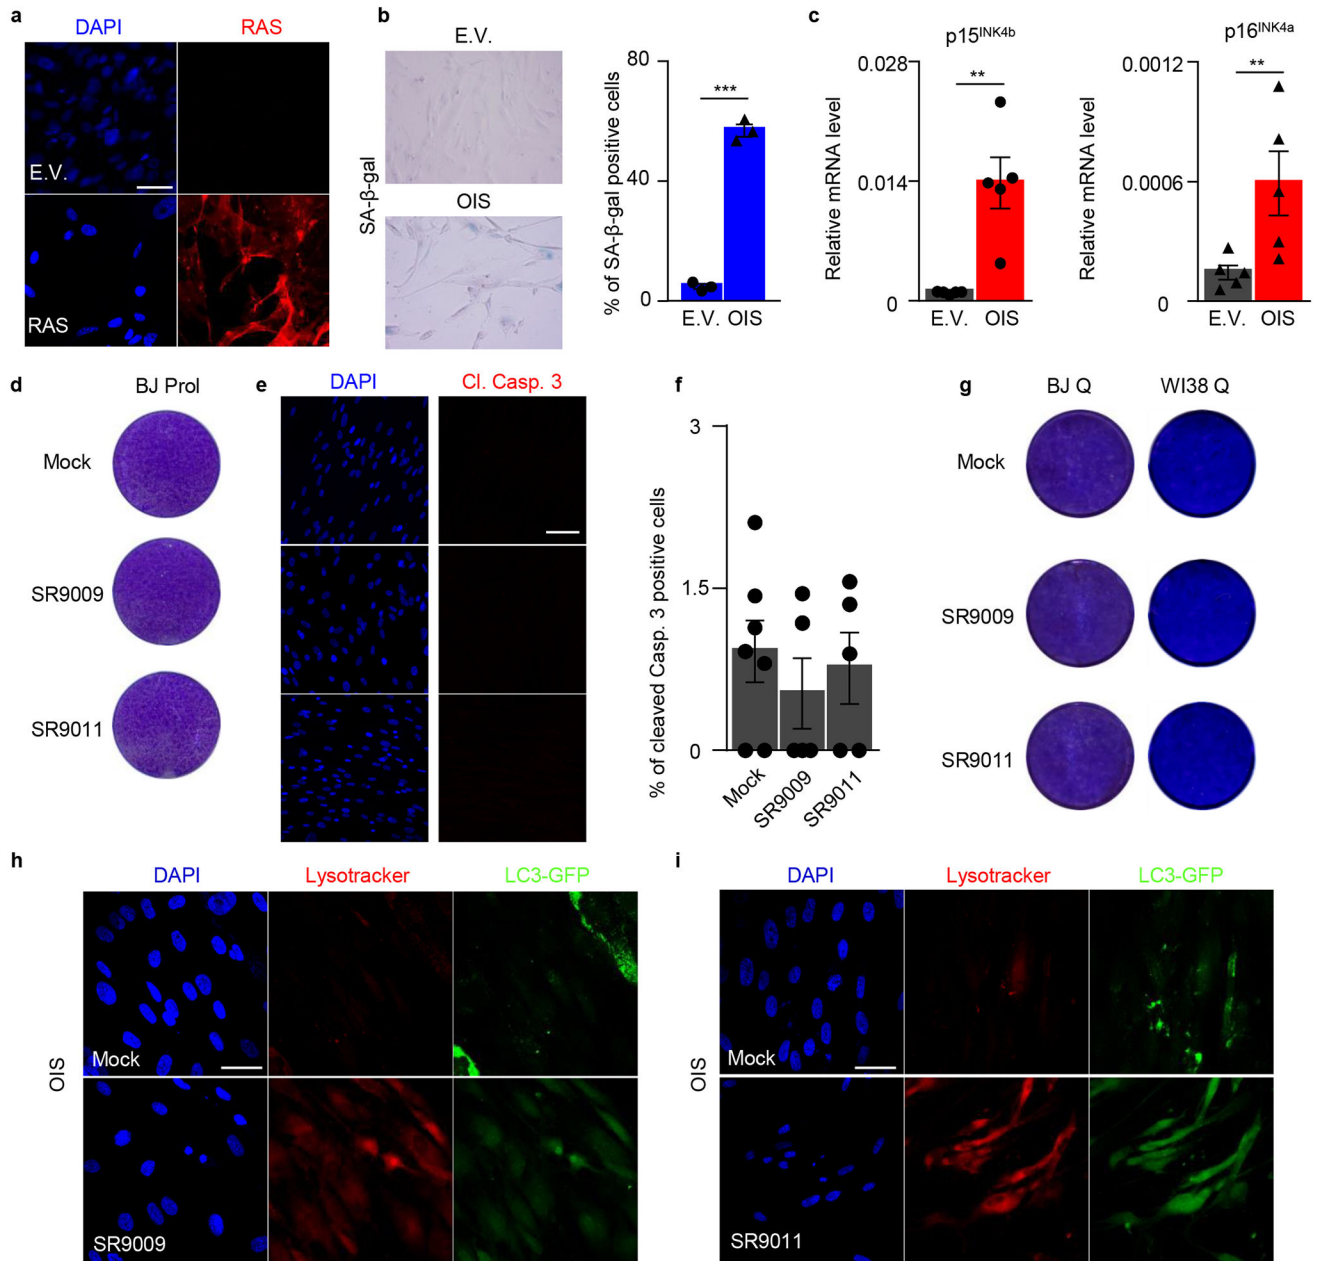 a
DAPI
RAS
E.V.
RAS
b
E.V.
SA-β-gal
OIS
% of SA-β-gal positive cells
80
40
0
***
E.V. OIS
c
p15INK4b
Relative mRNA level
0.028
0.014
0
**
E.V. OIS
p16INK4a
Relative mRNA level
0.0012
0.0006
0
**
E.V. OIS
d
BJ Prol
Mock
SR9009
SR9011
e
DAPI
Cl. Casp. 3
f
% of cleaved Casp. 3 positive cells
3
1.5
0
Mock
SR9009
SR9011
g
BJ Q
WI38 Q
Mock
SR9009
SR9011
h
DAPI
Lysotracker
LC3-GFP
OIS
Mock
SR9009
i
DAPI
Lysotracker
LC3-GFP
OIS
Mock
SR9011